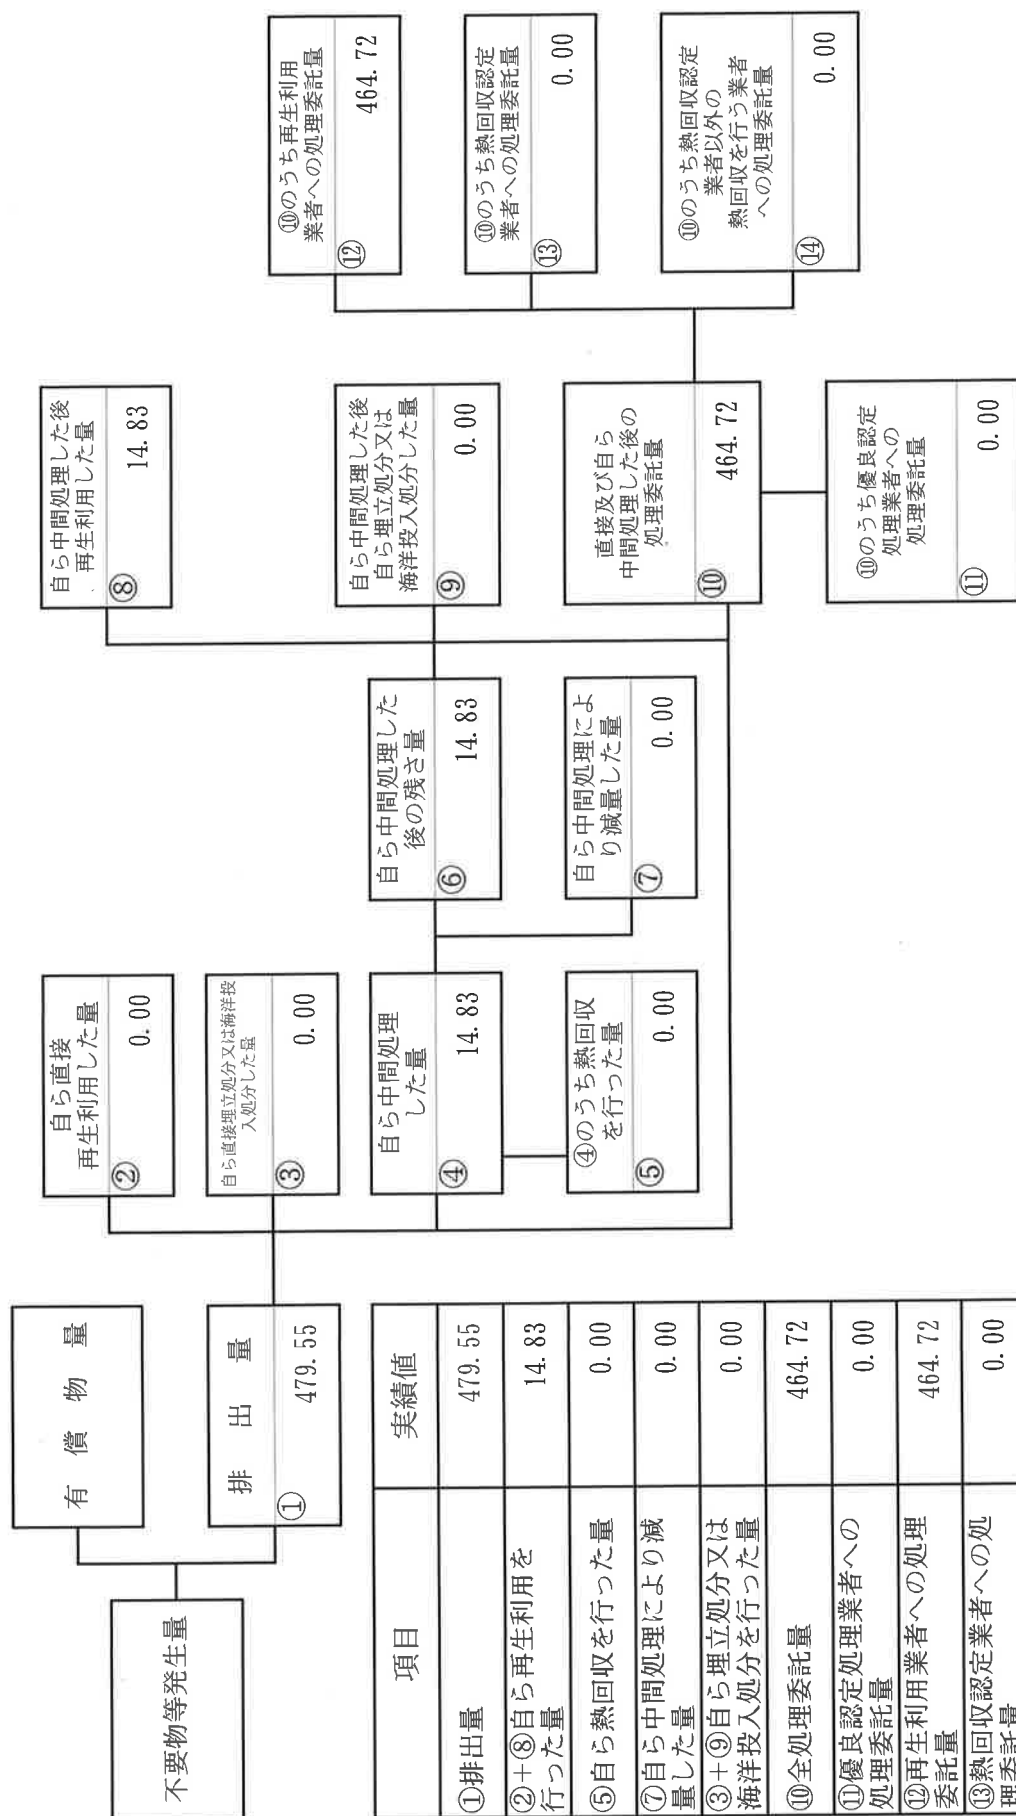 不要物等発生量
有償物量
排出量
①
479.55
自ら直接
再生利用した量
②
0.00
自ら直接埋立処分又は海洋投
入処分した量
③
0.00
自ら中間処理
した量
④
14.83
④のうち熱回収
を行った量
⑤
0.00
自ら中間処理した
後の残さ量
⑥
14.83
自ら中間処理によ
り減量した量
⑦
0.00
自ら中間処理した後
再生利用した量
⑧
14.83
自ら中間処理した後
自ら埋立処分又は
海洋投入処分した量
⑨
0.00
直接及び自ら
中間処理した後の
処理委託量
⑩
464.72
⑩のうち優良認定
処理業者への
処理委託量
⑪
0.00
⑩のうち再生利用
業者への処理委託量
⑫
464.72
⑩のうち熱回収認定
業者への処理委託量
⑬
0.00
⑩のうち熱回収認定
業者以外の
熱回収を行う業者
への処理委託量
⑭
0.00
項目 実績値
①排出量 479.55
②+⑧自ら再生利用を
行った量 14.83
⑤自ら熱回収を行った量 0.00
⑦自ら中間処理により減
量した量 0.00
③+⑨自ら埋立処分又は
海洋投入処分を行った量 0.00
⑩全処理委託量 464.72
⑪優良認定処理業者への
処理委託量 0.00
⑫再生利用業者への処理
委託量 464.72
⑬熱回収認定業者への処
理委託量 0.00